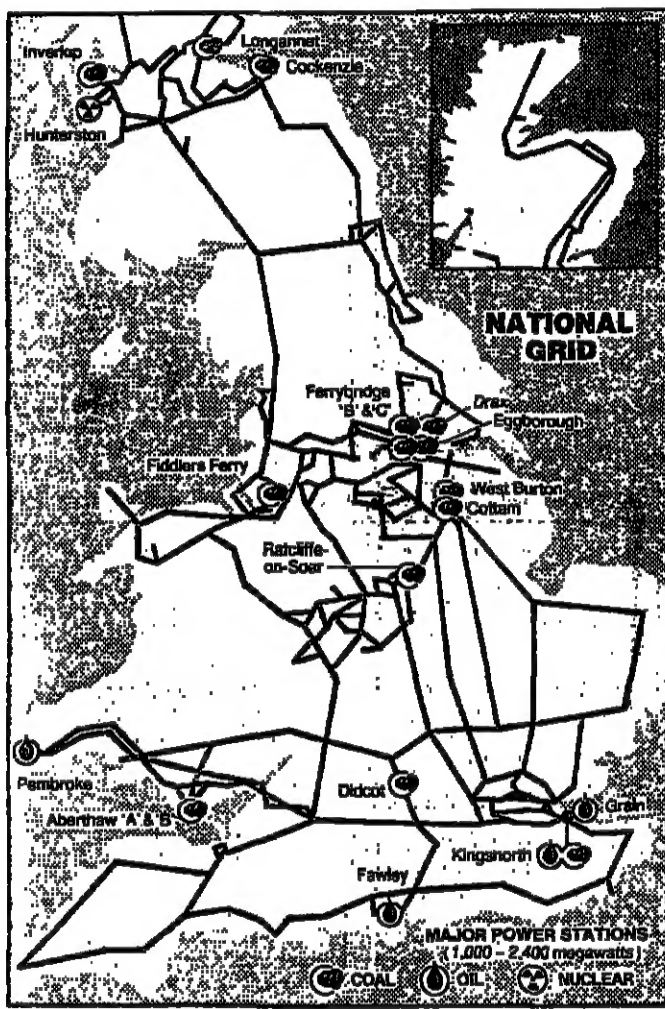 Longannet
Inverkip
Cockenzie
Hunterston
NATIONAL
GRID
Ferrybridge
'B' & 'C'
Drax
Eggborough
Fiddlers Ferry
West Burton
Cottam
Ratcliffe-
on-Soar
Pembroke
Aberthaw 'A' & 'B'
Didcot
Grain
Kingsnorth
Fawley
MAJOR POWER STATIONS
(1,000 – 2,400 megawatts)
COAL OIL NUCLEAR